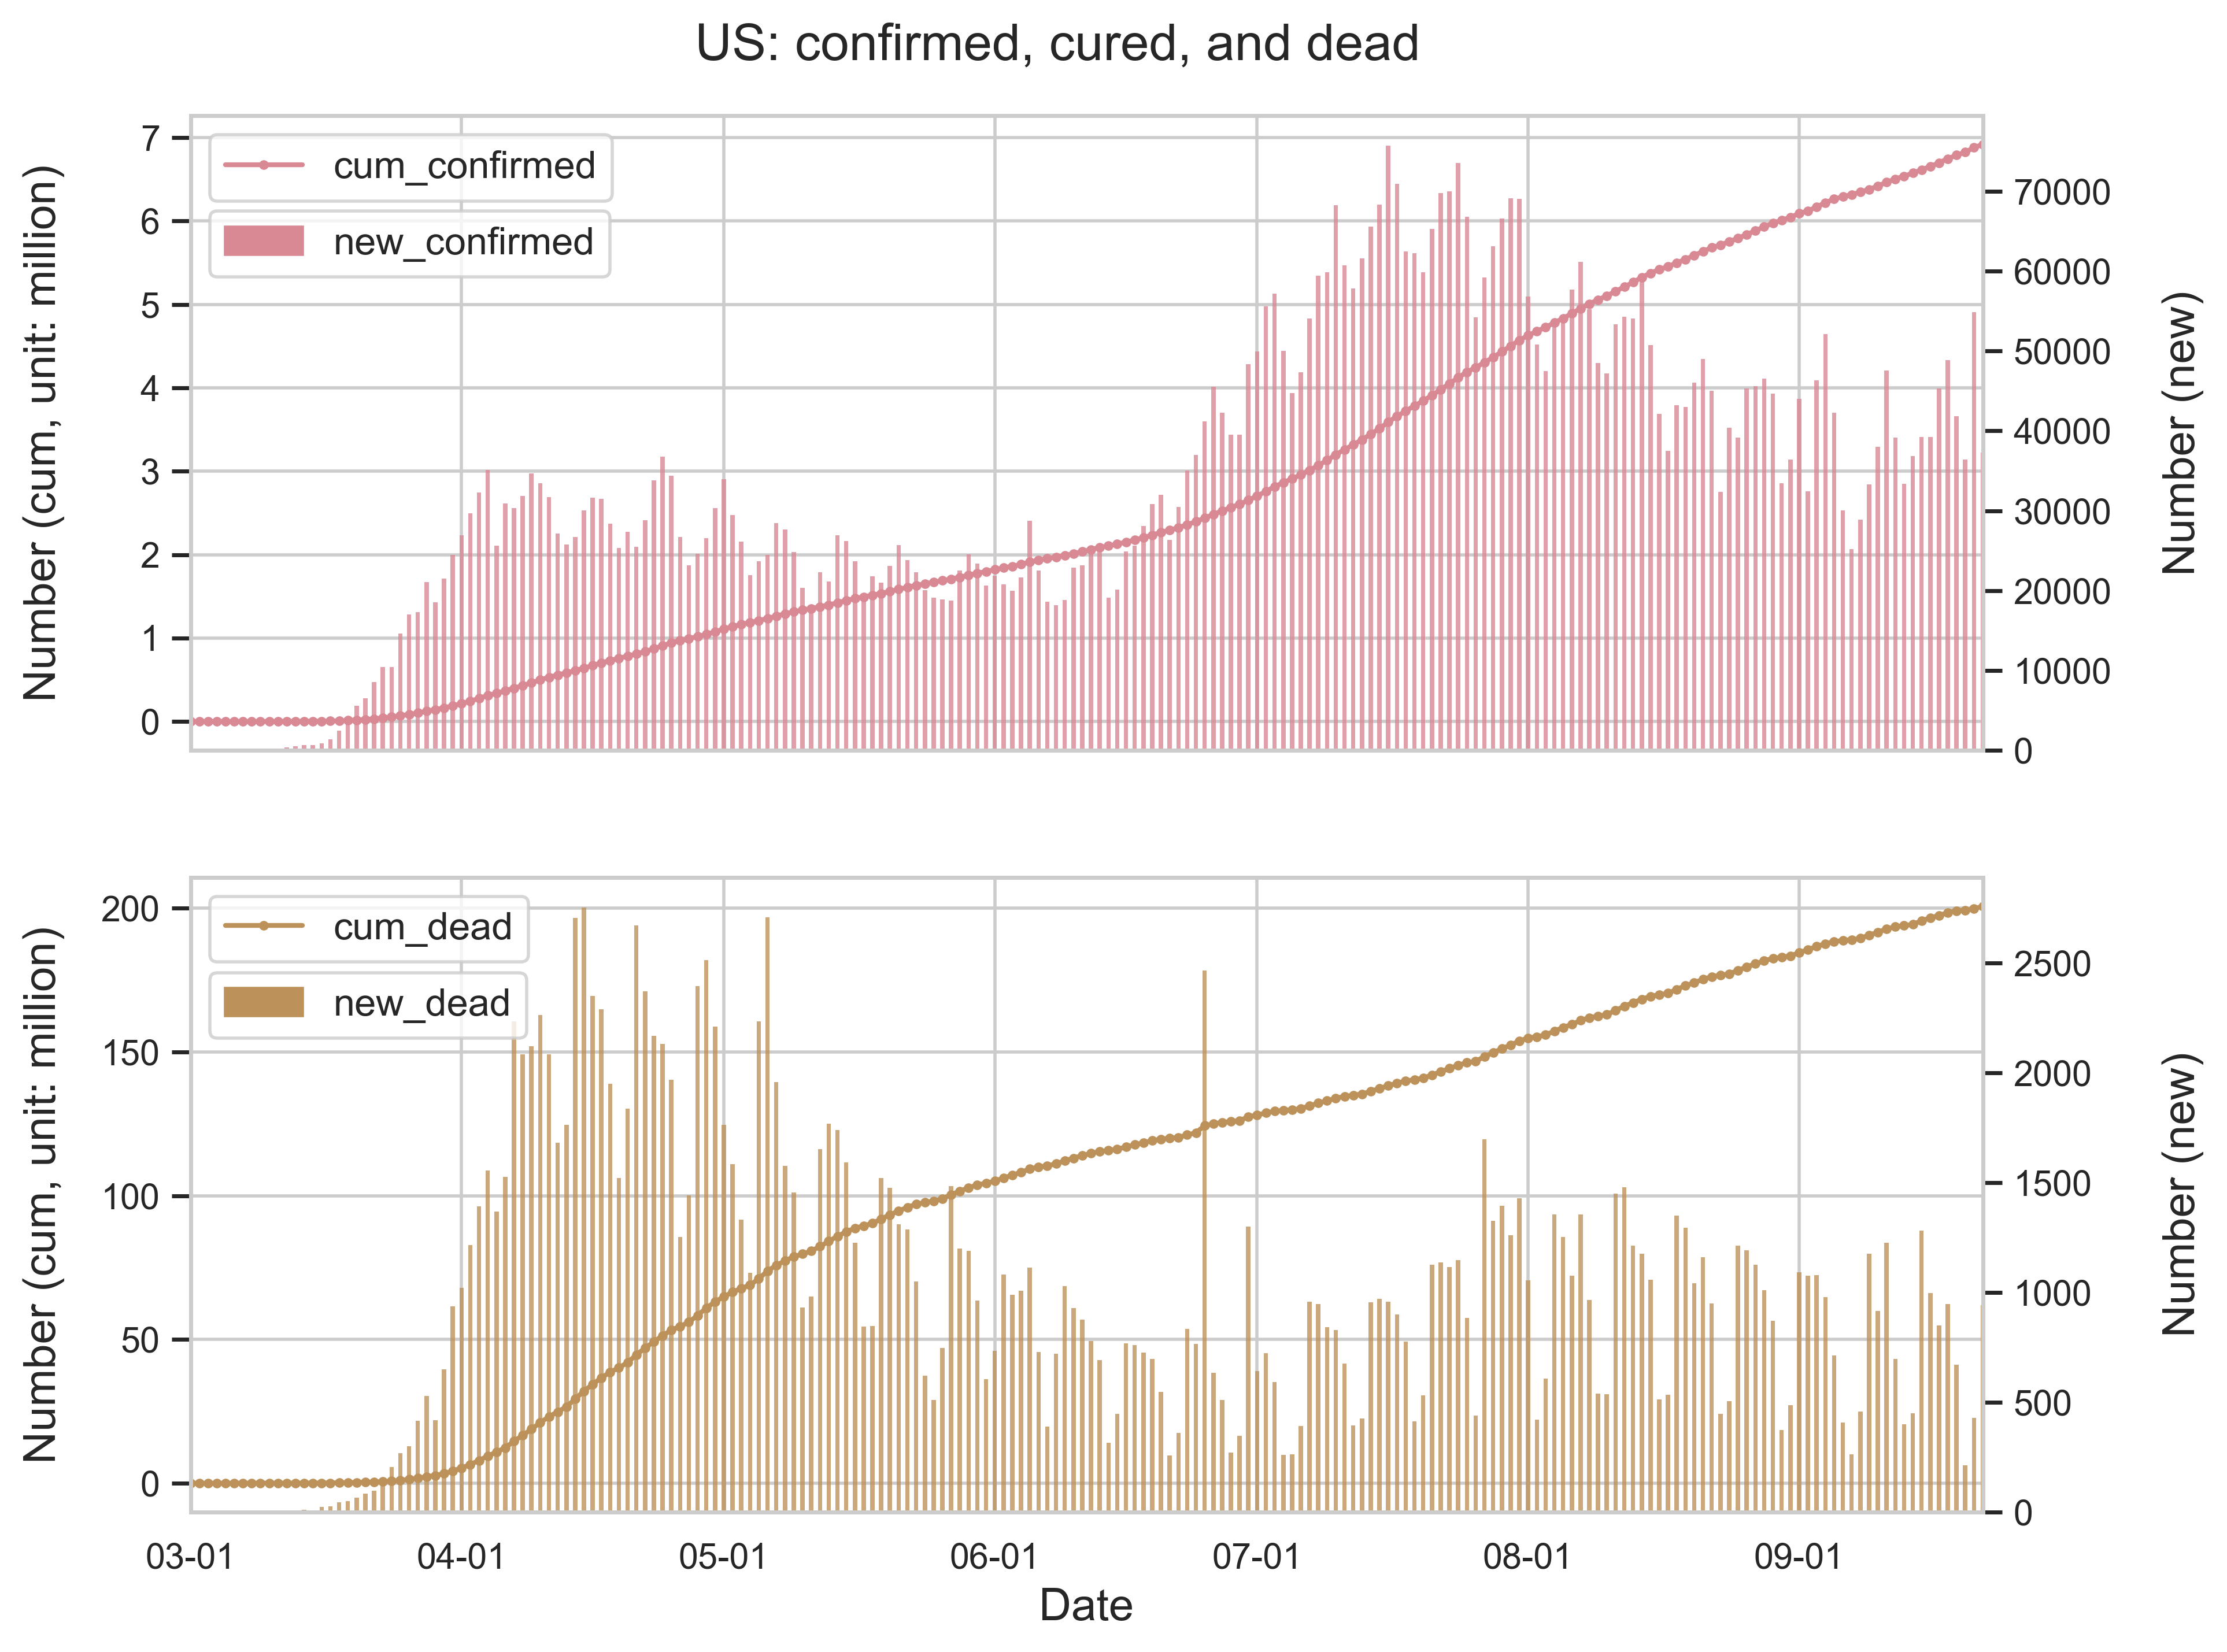 US: confirmed, cured, and dead
7
6
5
4
3
2
1
0
Number (cum, unit: million)
cum_confirmed
new_confirmed
70000
60000
50000
40000
30000
20000
10000
0
Number (new)
200
150
100
50
0
Number (cum, unit: million)
cum_dead
new_dead
2500
2000
1500
1000
500
0
Number (new)
03-01 04-01 05-01 06-01 07-01 08-01 09-01
Date